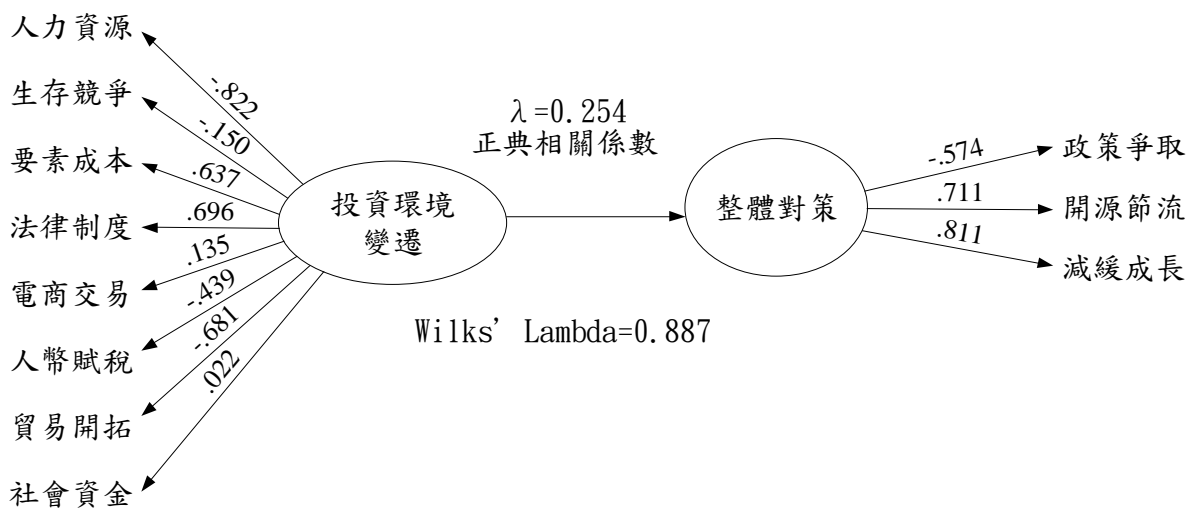 人力資源
生存競爭
要素成本
法律制度
電商交易
人幣賦稅
貿易開拓
社會資金
-.822
-.150
.637
.696
.135
-.439
-.681
.022
投資環境
變遷
λ=0.254
正典相關係數
Wilks’ Lambda=0.887
整體對策
-.574
.711
.811
政策爭取
開源節流
減緩成長